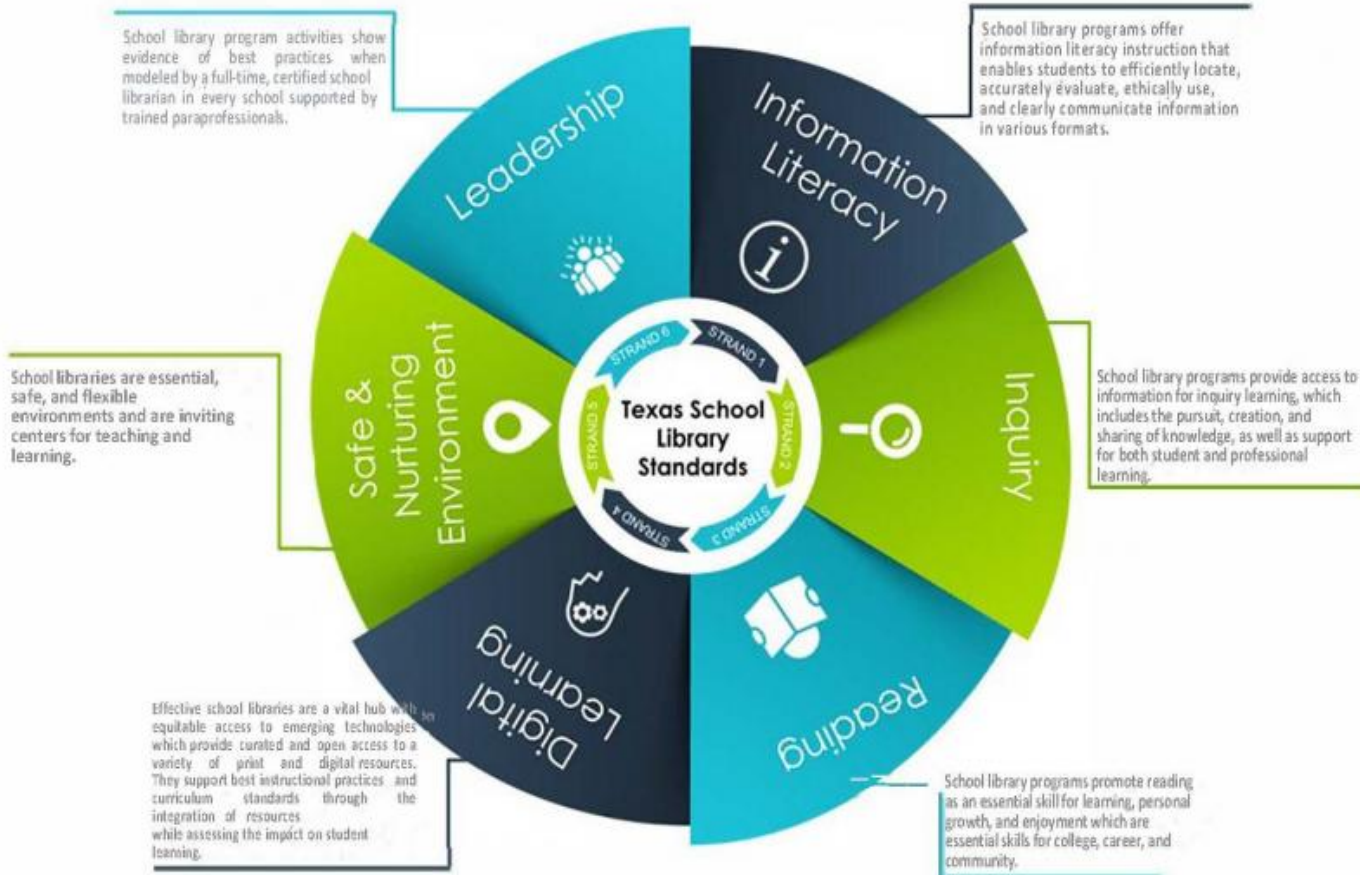 School library program activities show
evidence of best practices when
modeled by a full-time, certified school
librarian in every school supported by
trained paraprofessionals.
School library programs offer
information literacy instruction that
enables students to efficiently locate,
accurately evaluate, ethically use,
and clearly communicate information
in various formats.
Leadership
Information
Literacy
School libraries are essential,
safe, and flexible
environments and are inviting
centers for teaching and
learning.
Safe &
Nurturing
Environment
STRAND 6
STRAND 1
STRAND 5
STRAND 2
STRAND 4
STRAND 3
Texas School
Library
Standards
Inquiry
School library programs provide access to
information for inquiry learning, which
includes the pursuit, creation, and
sharing of knowledge, as well as support
for both student and professional
learning.
Digital
Learning
Reading
Effective school libraries are a vital hub with
equitable access to emerging technologies
which provide curated and open access to a
variety of print and digital resources.
They support best instructional practices and
curriculum standards through the
integration of resources
while assessing the impact on student
learning.
School library programs promote reading
as an essential skill for learning, personal
growth, and enjoyment which are
essential skills for college, career, and
community.